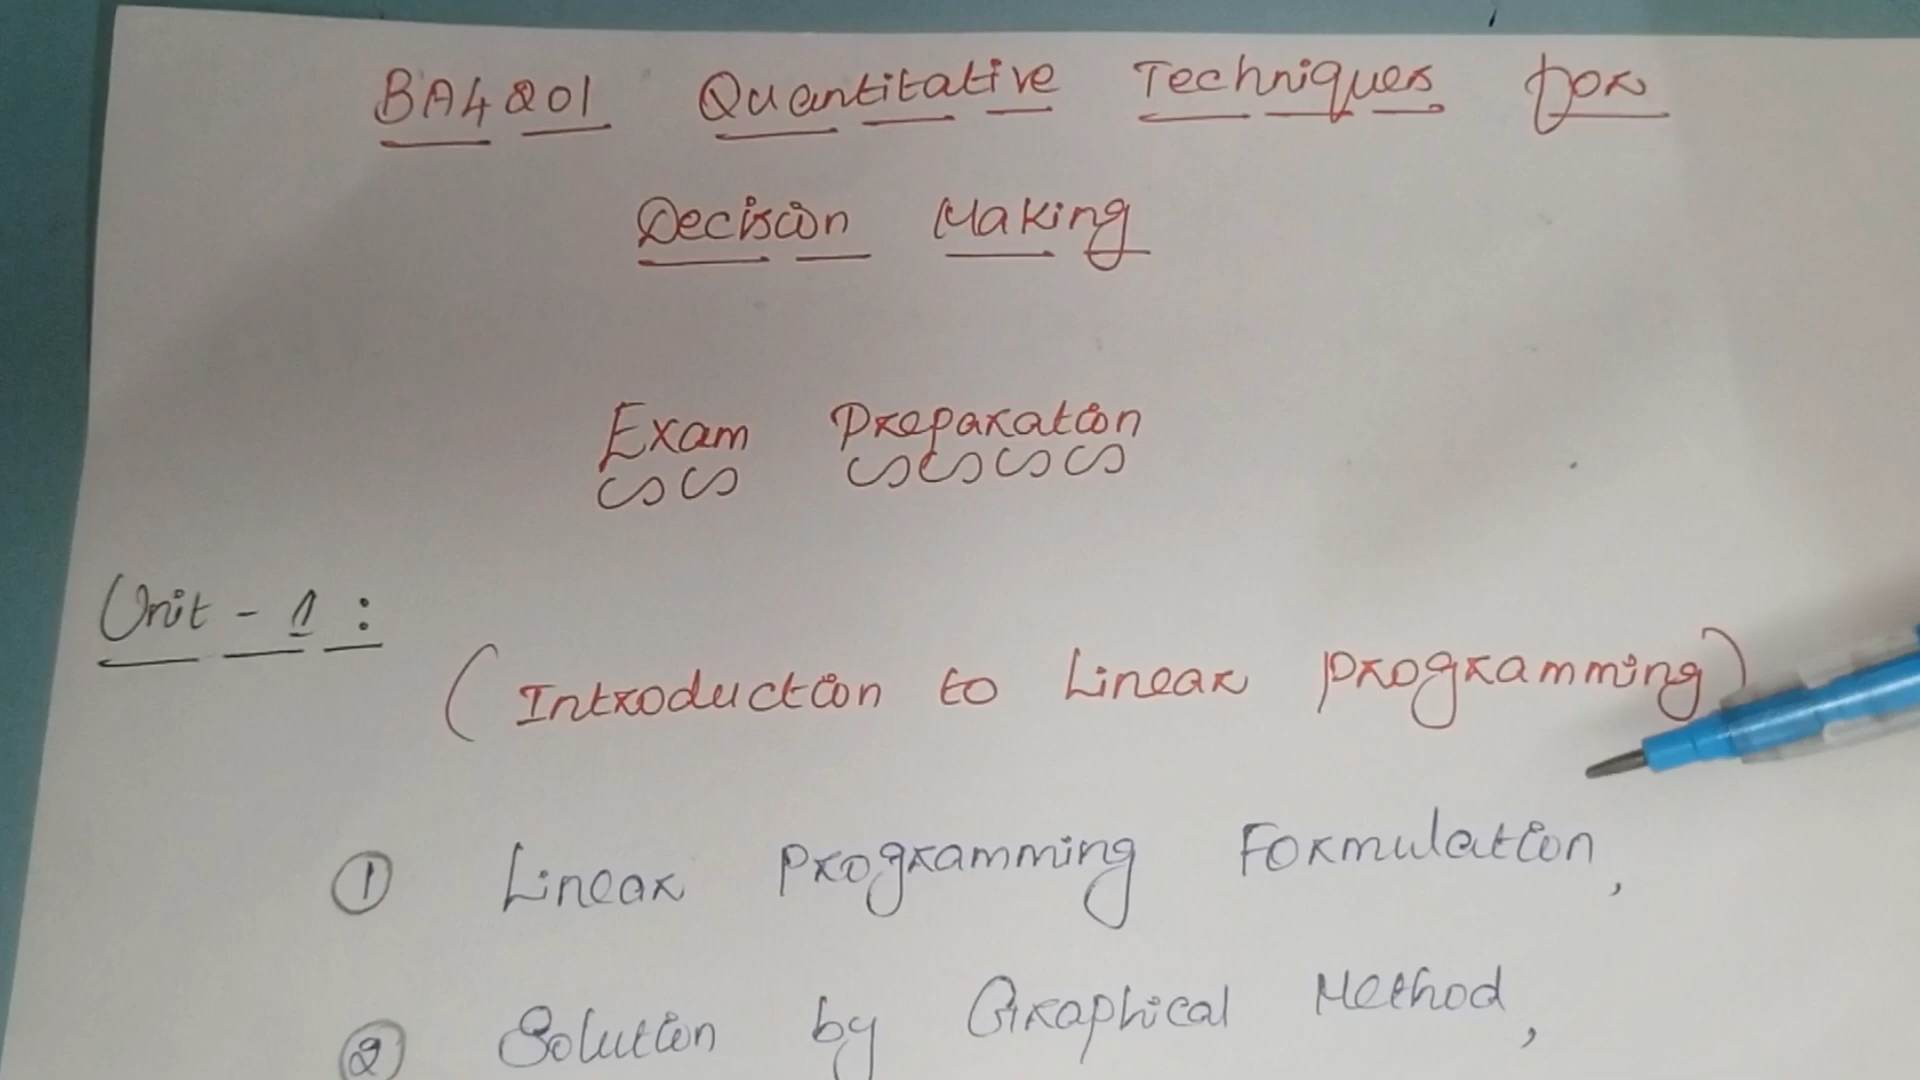 BA4201 Quantitative Techniques for
Decision Making
Exam Preparation
Unit - 1 :
(Introduction to Linear programming)
① Linear programming Formulation,
② Solution by Graphical Method,